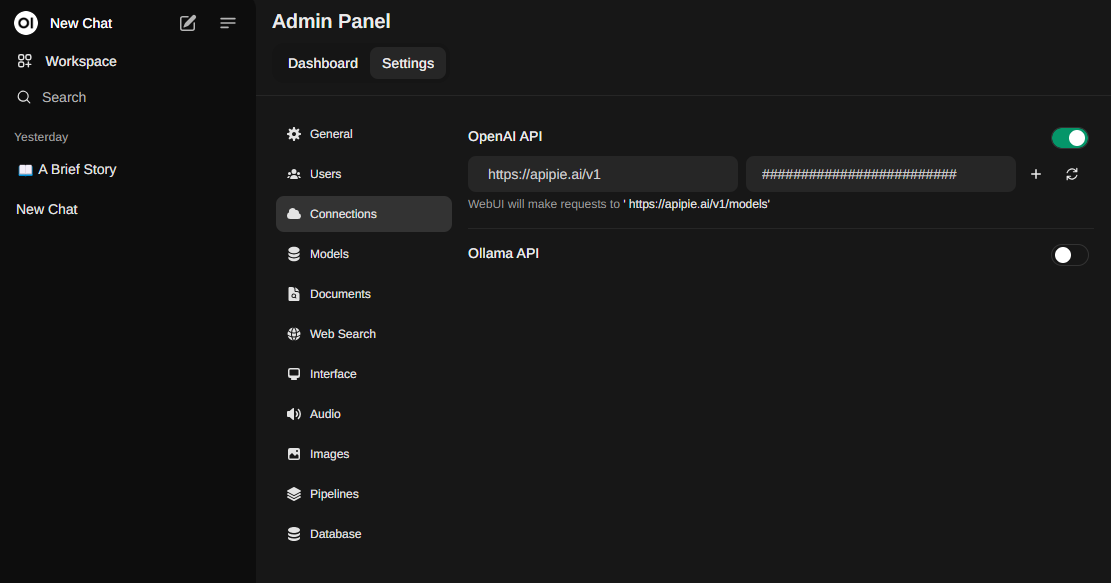 OI New Chat
Workspace
Search
Yesterday
A Brief Story
New Chat
Admin Panel
Dashboard Settings
General
Users
Connections
Models
Documents
Web Search
Interface
Audio
Images
Pipelines
Database
OpenAI API
https://apipie.ai/v1 #########################
WebUI will make requests to ' https://apipie.ai/v1/models'
Ollama API